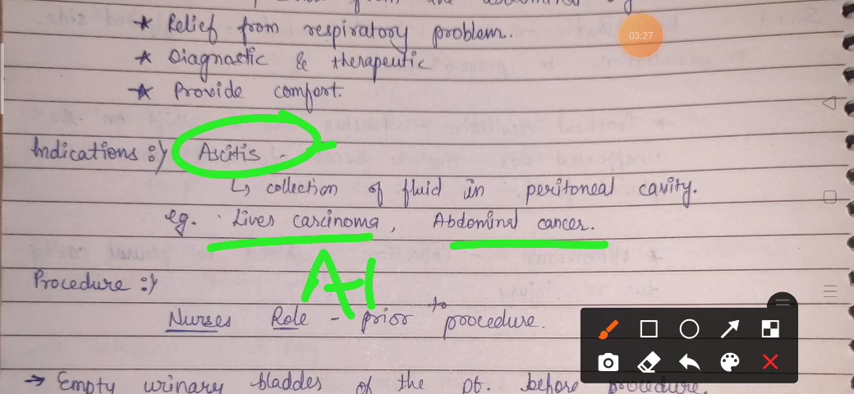 03:27
★ Relief from respiratory problem.
★ Diagnostic & therapeutic
★ Provide comfort.
Indications :→ Ascitis -
↳ collection of fluid in peritoneal cavity.
eg. Liver carcinoma, Abdominal cancer.
A1
Procedure :→
Nurses Role - prior to procedure.
→ Empty urinary bladder of the pt. before procedure.